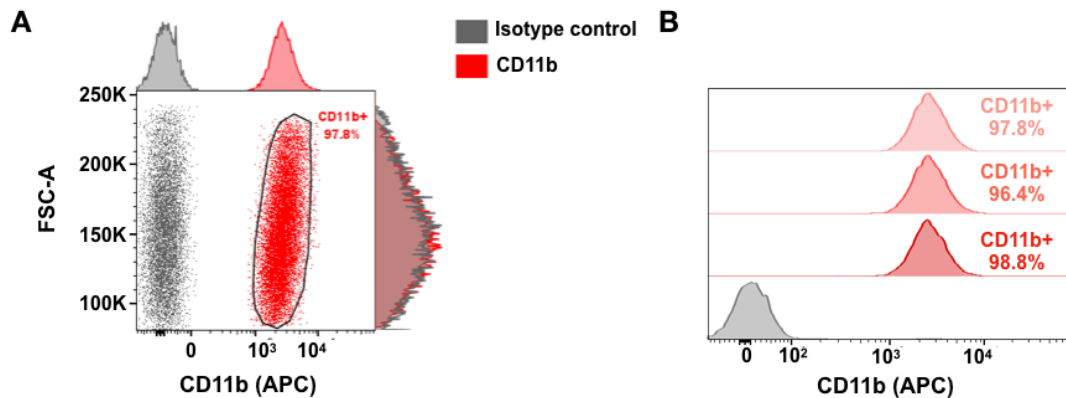 A
Isotype control
CD11b
B
250K
200K
150K
100K
FSC-A
CD11b+
97.8%
0
10³
10⁴
CD11b (APC)
CD11b+
97.8%
CD11b+
96.4%
CD11b+
98.8%
0
10²
10³
10⁴
CD11b (APC)